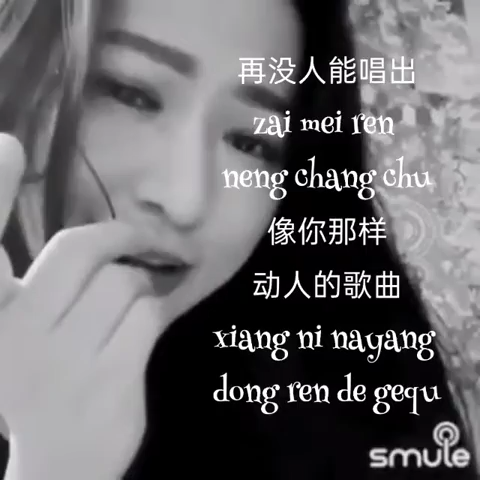 再没人能唱出
zai mei ren
neng chang chu
像你那样
动人的歌曲
xiang ni nayang
dong ren de gequ
smule